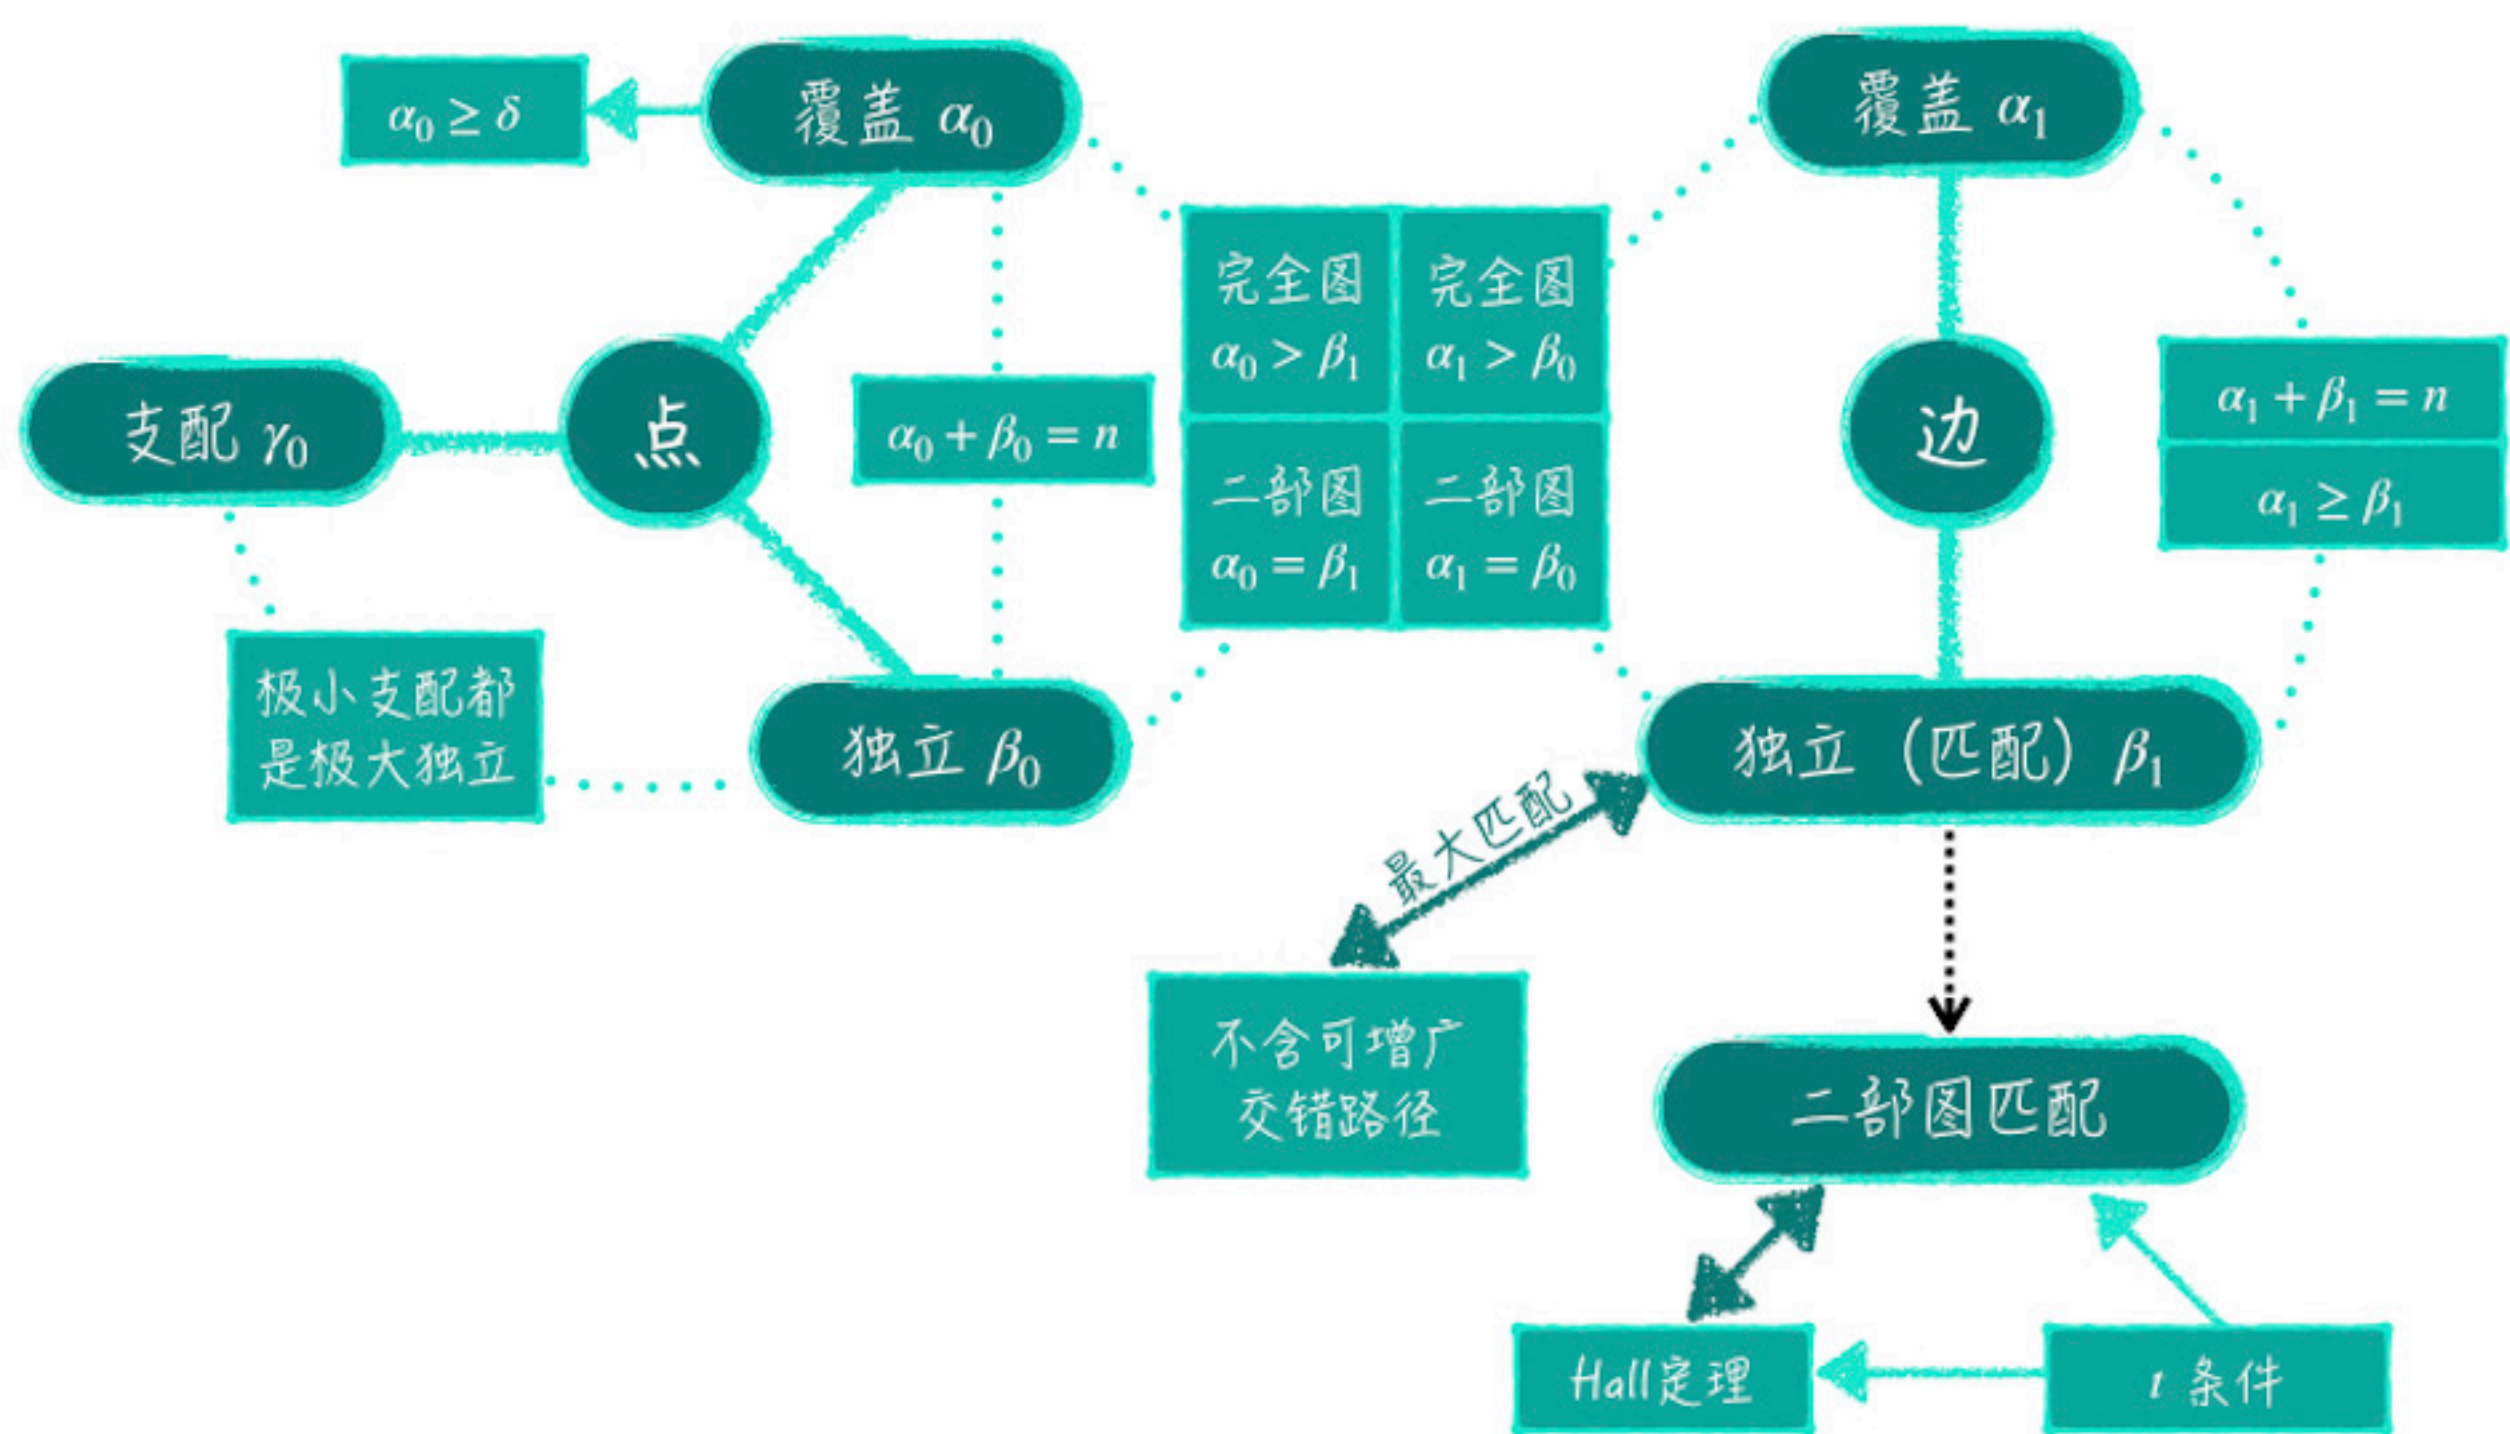 α₀ ≥ δ
覆盖 α₀
覆盖 α₁
完全图
α₀ > β₁
完全图
α₁ > β₀
支配 γ₀
点
α₀ + β₀ = n
二部图
α₀ = β₁
二部图
α₁ = β₀
边
α₁ + β₁ = n
α₁ ≥ β₁
极小支配都
是极大独立
独立 β₀
独立（匹配）β₁
最大匹配
不含可增广
交错路径
二部图匹配
Hall定理
t 条件